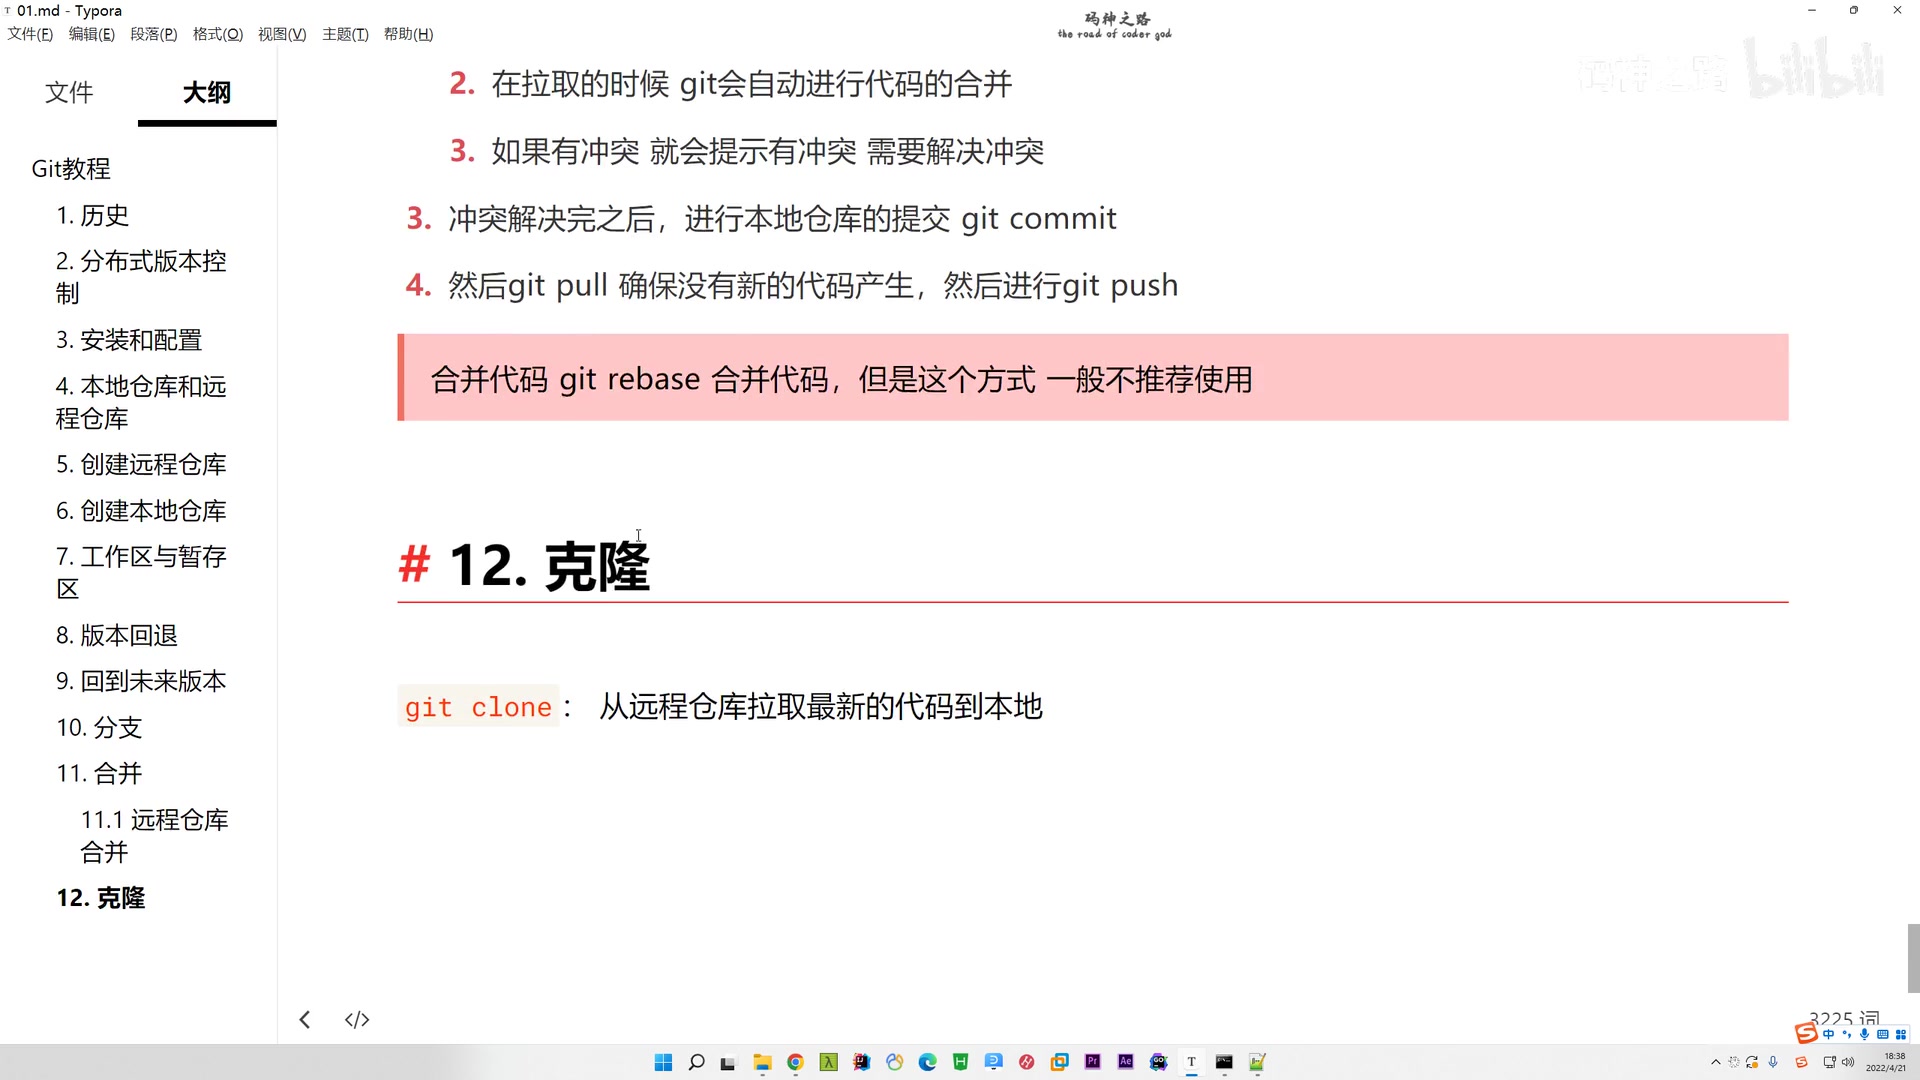 01.md - Typora
文件(F) 编辑(E) 段落(P) 格式(O) 视图(V) 主题(T) 帮助(H)
码神之路
the road of coder god
码神之路 bilibili
文件 大纲
Git教程
1. 历史
2. 分布式版本控
制
3. 安装和配置
4. 本地仓库和远
程仓库
5. 创建远程仓库
6. 创建本地仓库
7. 工作区与暂存
区
8. 版本回退
9. 回到未来版本
10. 分支
11. 合并
11.1 远程仓库
合并
12. 克隆
2. 在拉取的时候 git会自动进行代码的合并
3. 如果有冲突 就会提示有冲突 需要解决冲突
3. 冲突解决完之后，进行本地仓库的提交 git commit
4. 然后git pull 确保没有新的代码产生，然后进行git push
合并代码 git rebase 合并代码，但是这个方式 一般不推荐使用
# 12. 克隆
git clone： 从远程仓库拉取最新的代码到本地
</>
3225 词
中
18:38
2022/4/21